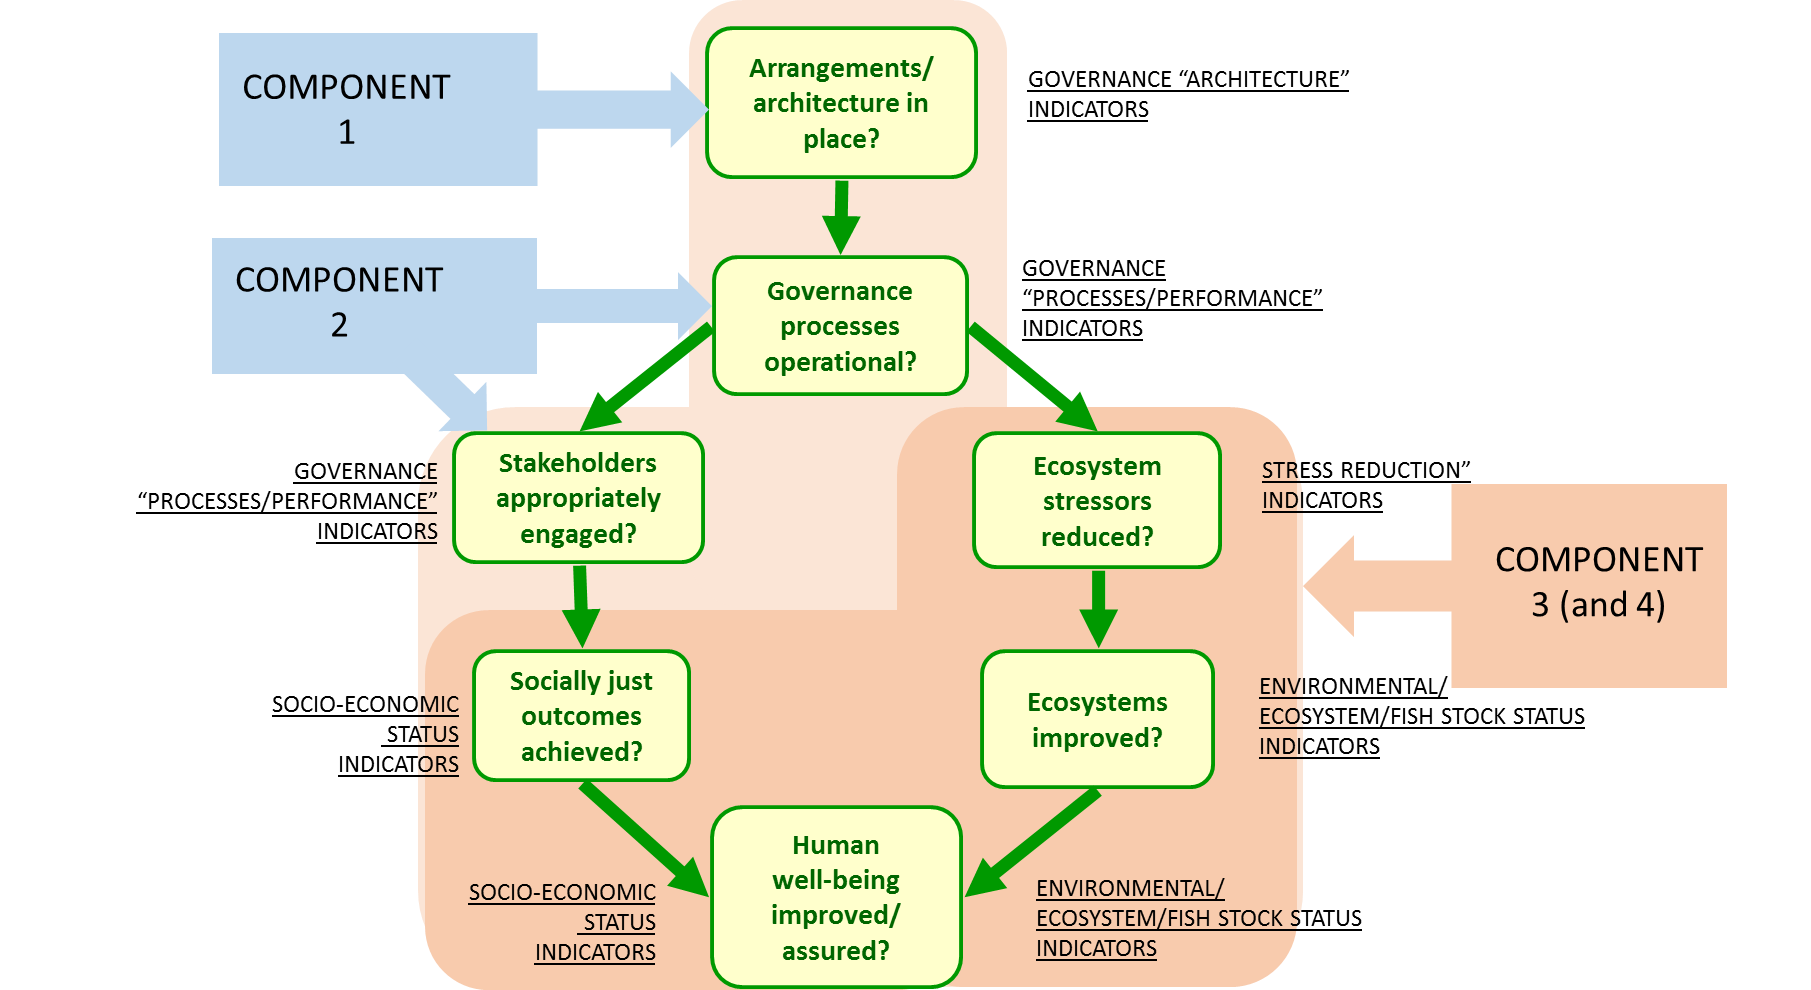 COMPONENT
1
Arrangements/
architecture in
place?
GOVERNANCE “ARCHITECTURE”
INDICATORS
COMPONENT
2
Governance
processes
operational?
GOVERNANCE
“PROCESSES/PERFORMANCE”
INDICATORS
GOVERNANCE
“PROCESSES/PERFORMANCE”
INDICATORS
Stakeholders
appropriately
engaged?
Ecosystem
stressors
reduced?
STRESS REDUCTION”
INDICATORS
COMPONENT
3 (and 4)
SOCIO-ECONOMIC
STATUS
INDICATORS
Socially just
outcomes
achieved?
Ecosystems
improved?
ENVIRONMENTAL/
ECOSYSTEM/FISH STOCK STATUS
INDICATORS
SOCIO-ECONOMIC
STATUS
INDICATORS
Human
well-being
improved/
assured?
ENVIRONMENTAL/
ECOSYSTEM/FISH STOCK STATUS
INDICATORS